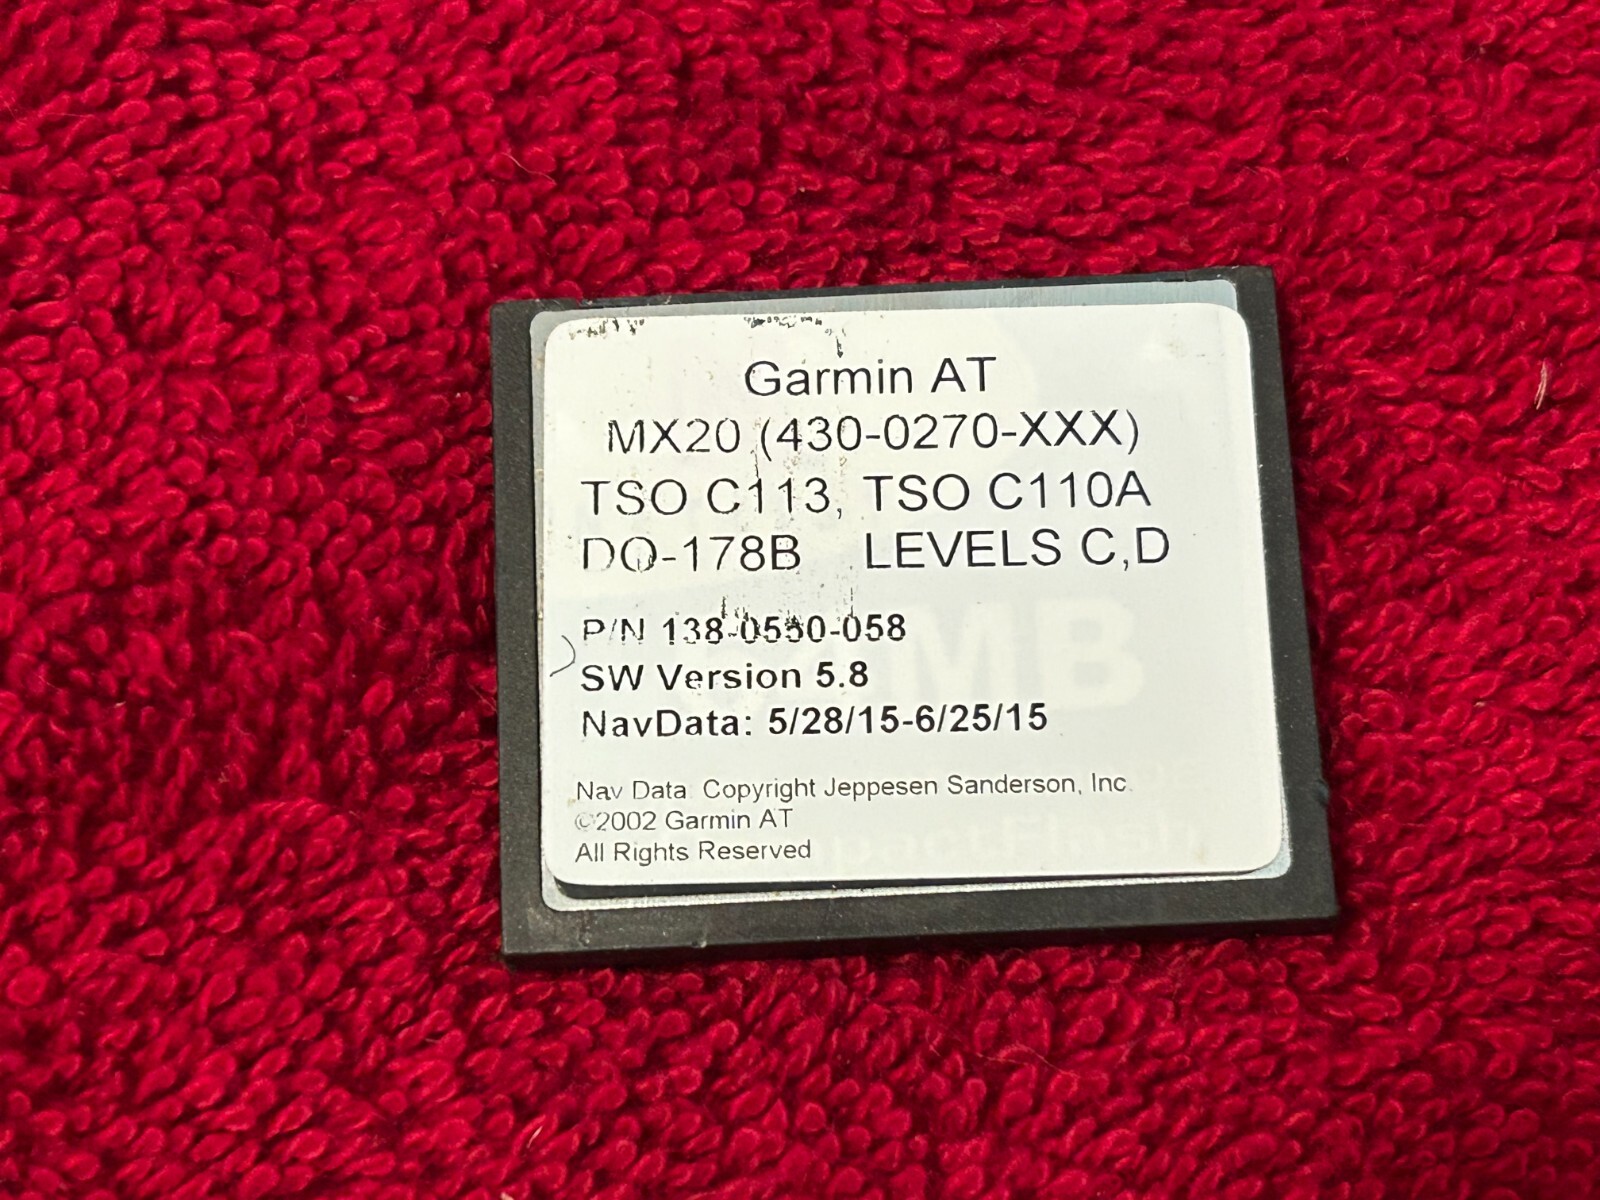 Garmin AT
MX20 (430-0270-XXX)
TSO C113, TSO C110A
DO-178B LEVELS C,D
P/N 138-0550-058
SW Version 5.8
NavData: 5/28/15-6/25/15
Nav Data: Copyright Jeppesen Sanderson, Inc.
©2002 Garmin AT
All Rights Reserved